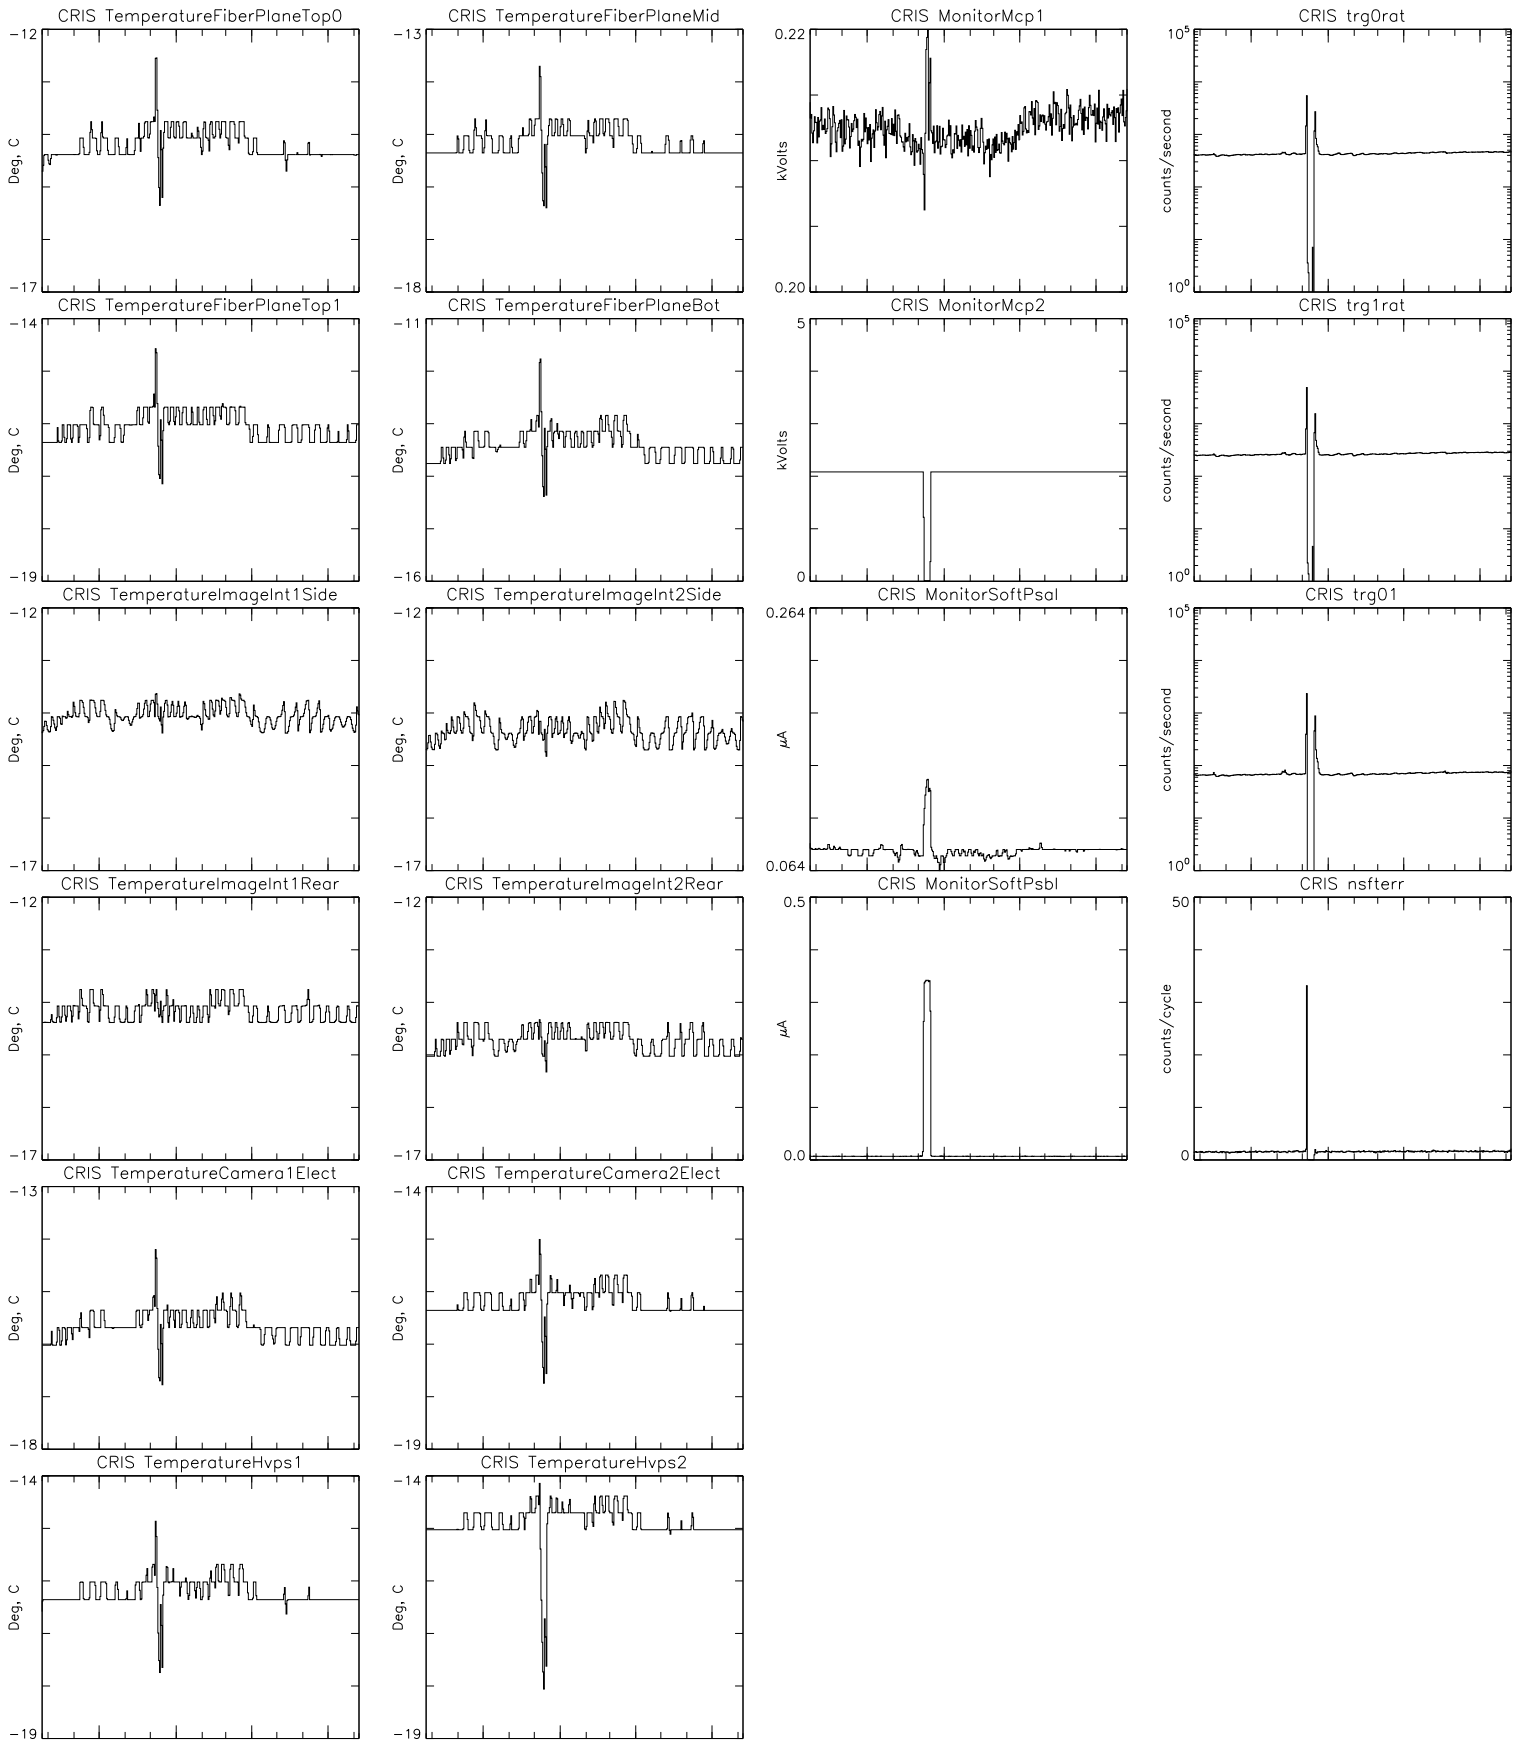 CRIS TemperatureFiberPlaneTop0
-12
Deg, C
-17
CRIS TemperatureFiberPlaneMid
-13
Deg, C
-18
CRIS MonitorMcp1
0.22
kVolts
0.20
CRIS trg0rat
10^5
counts/second
10^0
CRIS TemperatureFiberPlaneTop1
-14
Deg, C
-19
CRIS TemperatureFiberPlaneBot
-11
Deg, C
-16
CRIS MonitorMcp2
5
kVolts
0
CRIS trg1rat
10^5
counts/second
10^0
CRIS TemperatureImageInt1Side
-12
Deg, C
-17
CRIS TemperatureImageInt2Side
-12
Deg, C
-17
CRIS MonitorSoftPsaI
0.264
μA
0.064
CRIS trg01
10^5
counts/second
10^0
CRIS TemperatureImageInt1Rear
-12
Deg, C
-17
CRIS TemperatureImageInt2Rear
-12
Deg, C
-17
CRIS MonitorSoftPsbI
0.5
μA
0.0
CRIS nsfterr
50
counts/cycle
0
CRIS TemperatureCamera1Elect
-13
Deg, C
-18
CRIS TemperatureCamera2Elect
-14
Deg, C
-19
CRIS TemperatureHvps1
-14
Deg, C
-19
CRIS TemperatureHvps2
-14
Deg, C
-19